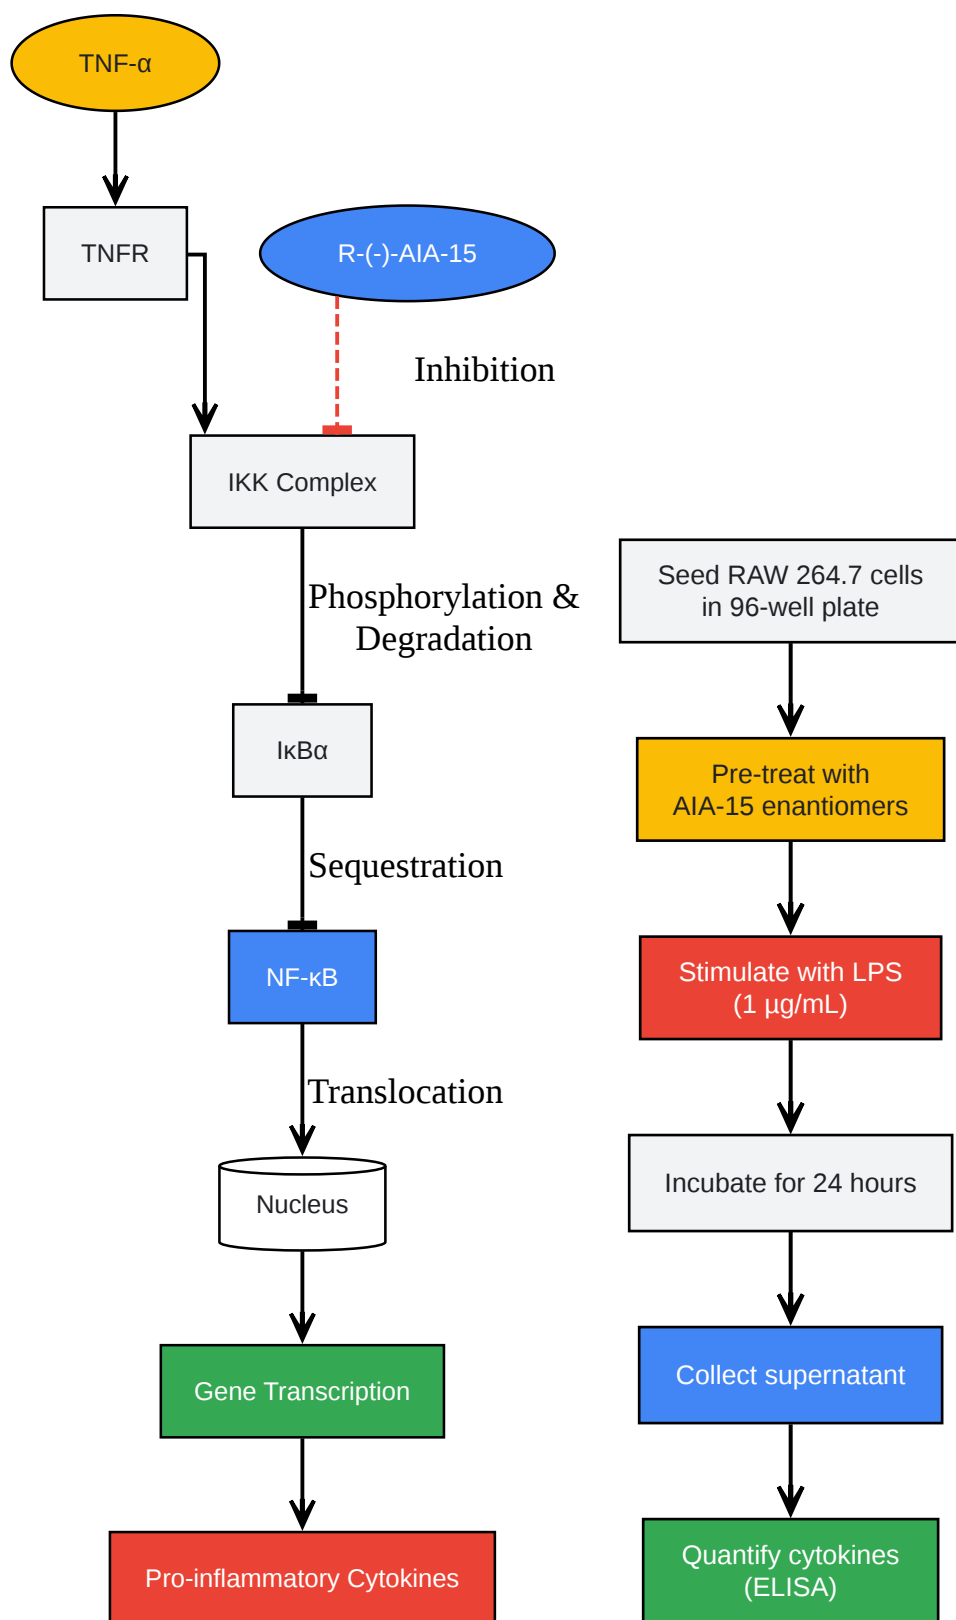 TNF-α
TNFR
R-(-)-AIA-15
Inhibition
IKK Complex
Phosphorylation &
Degradation
IκBα
Sequestration
NF-κB
Translocation
Nucleus
Gene Transcription
Pro-inflammatory Cytokines
Seed RAW 264.7 cells
in 96-well plate
Pre-treat with
AIA-15 enantiomers
Stimulate with LPS
(1 µg/mL)
Incubate for 24 hours
Collect supernatant
Quantify cytokines
(ELISA)